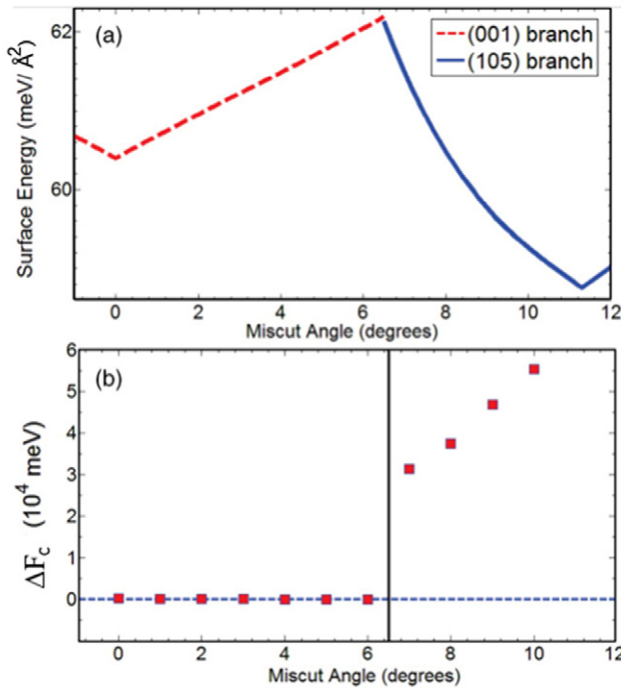 (a)
(001) branch
(105) branch
Surface Energy (meV/ Å²)
62
60
0 2 4 6 8 10 12
Miscut Angle (degrees)
(b)
ΔF_c (10⁴ meV)
6
5
4
3
2
1
0
0 2 4 6 8 10 12
Miscut Angle (degrees)